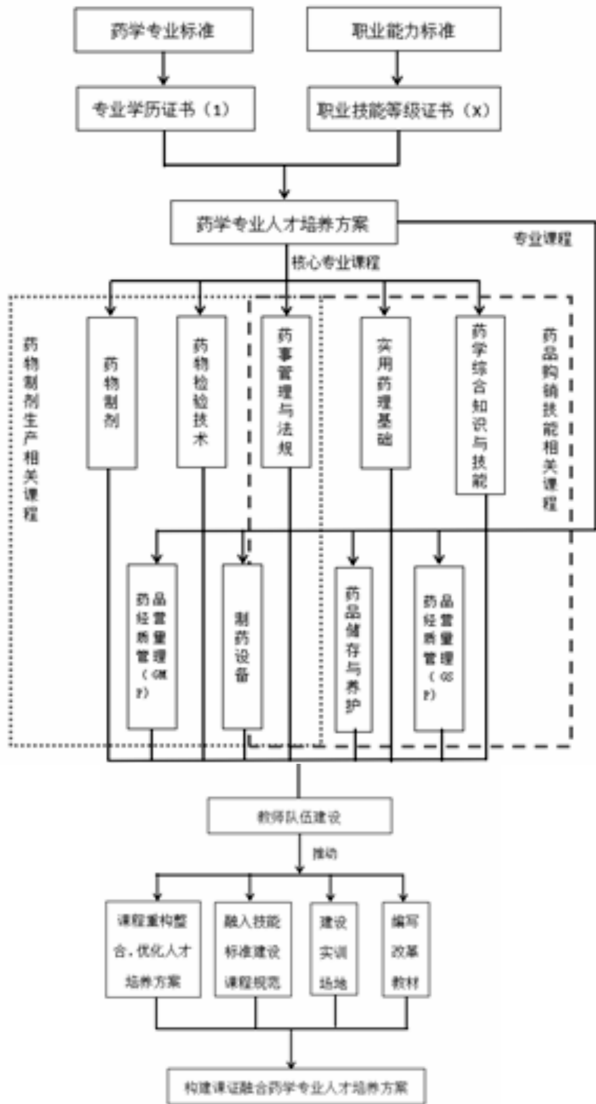 药学专业标准
职业能力标准
专业学历证书（1）
职业技能等级证书（X）
药学专业人才培养方案
专业课程
核心专业课程
药物制剂生产相关课程
药物制剂
药物检验技术
药事管理与法规
实用药理基础
药学综合知识与技能
药品购销技能相关课程
药品经营质量管理（GMP）
制药设备
药品储存与养护
药品经营质量管理（GSP）
教师队伍建设
推动
课程重构整
合,优化人才
培养方案
融入技能
标准建设
课程规范
建设
实训
场地
编写
改革
教材
构建课证融合药学专业人才培养方案